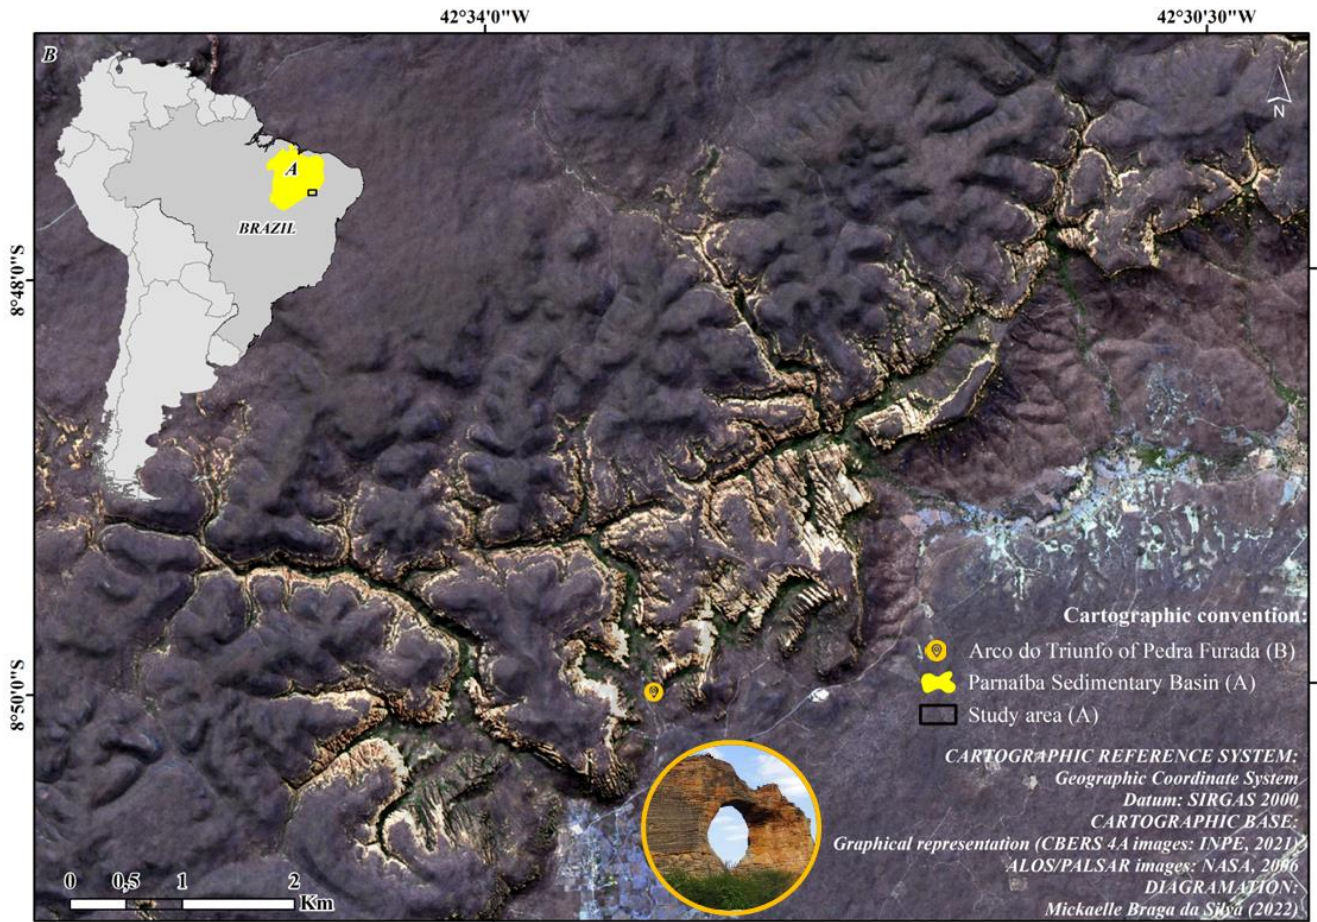 42°34'0"W
42°30'30"W
B
N
A
BRAZIL
8°48'0"S
8°50'0"S
Cartographic convention:
Arco do Triunfo of Pedra Furada (B)
Parnaíba Sedimentary Basin (A)
Study area (A)
CARTOGRAPHIC REFERENCE SYSTEM:
Geographic Coordinate System
Datum: SIRGAS 2000
CARTOGRAPHIC BASE:
Graphical representation (CBERS 4A images: INPE, 2021)
ALOS/PALSAR images: NASA, 2006
DIAGRAMATION:
Mickaelle Braga da Silva (2022)
0 0,5 1 2
Km